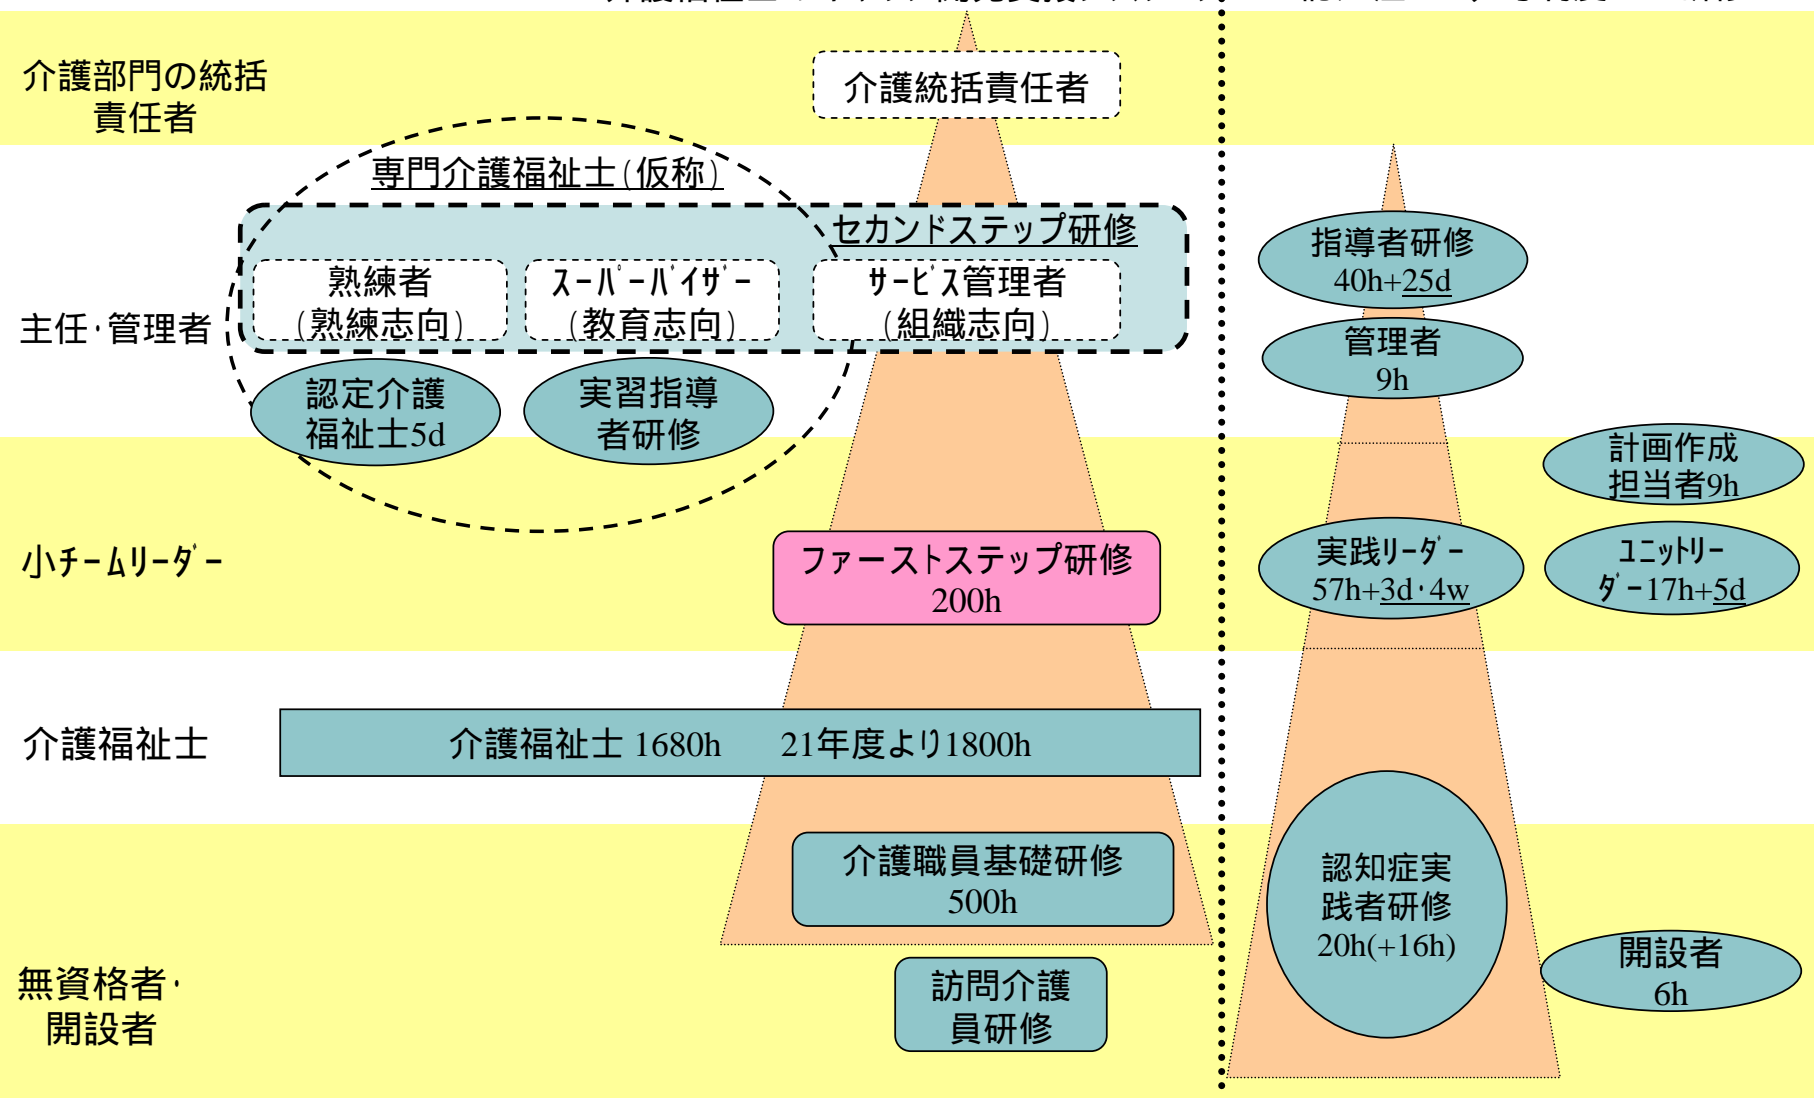 介護部門の統括
責任者
介護統括責任者
専門介護福祉士(仮称)
セカンドステップ研修
熟練者
(熟練志向)
スーパーバイザー
(教育志向)
サービス管理者
(組織志向)
主任・管理者
認定介護
福祉士5d
実習指導
者研修
指導者研修
40h+25d
管理者
9h
計画作成
担当者9h
小チームリーダー
ファーストステップ研修
200h
実践リーダー
57h+3d・4w
ユニットリー
ダー17h+5d
介護福祉士
介護福祉士 1680h 21年度より1800h
介護職員基礎研修
500h
認知症実
践者研修
20h(+16h)
無資格者・
開設者
訪問介護
員研修
開設者
6h